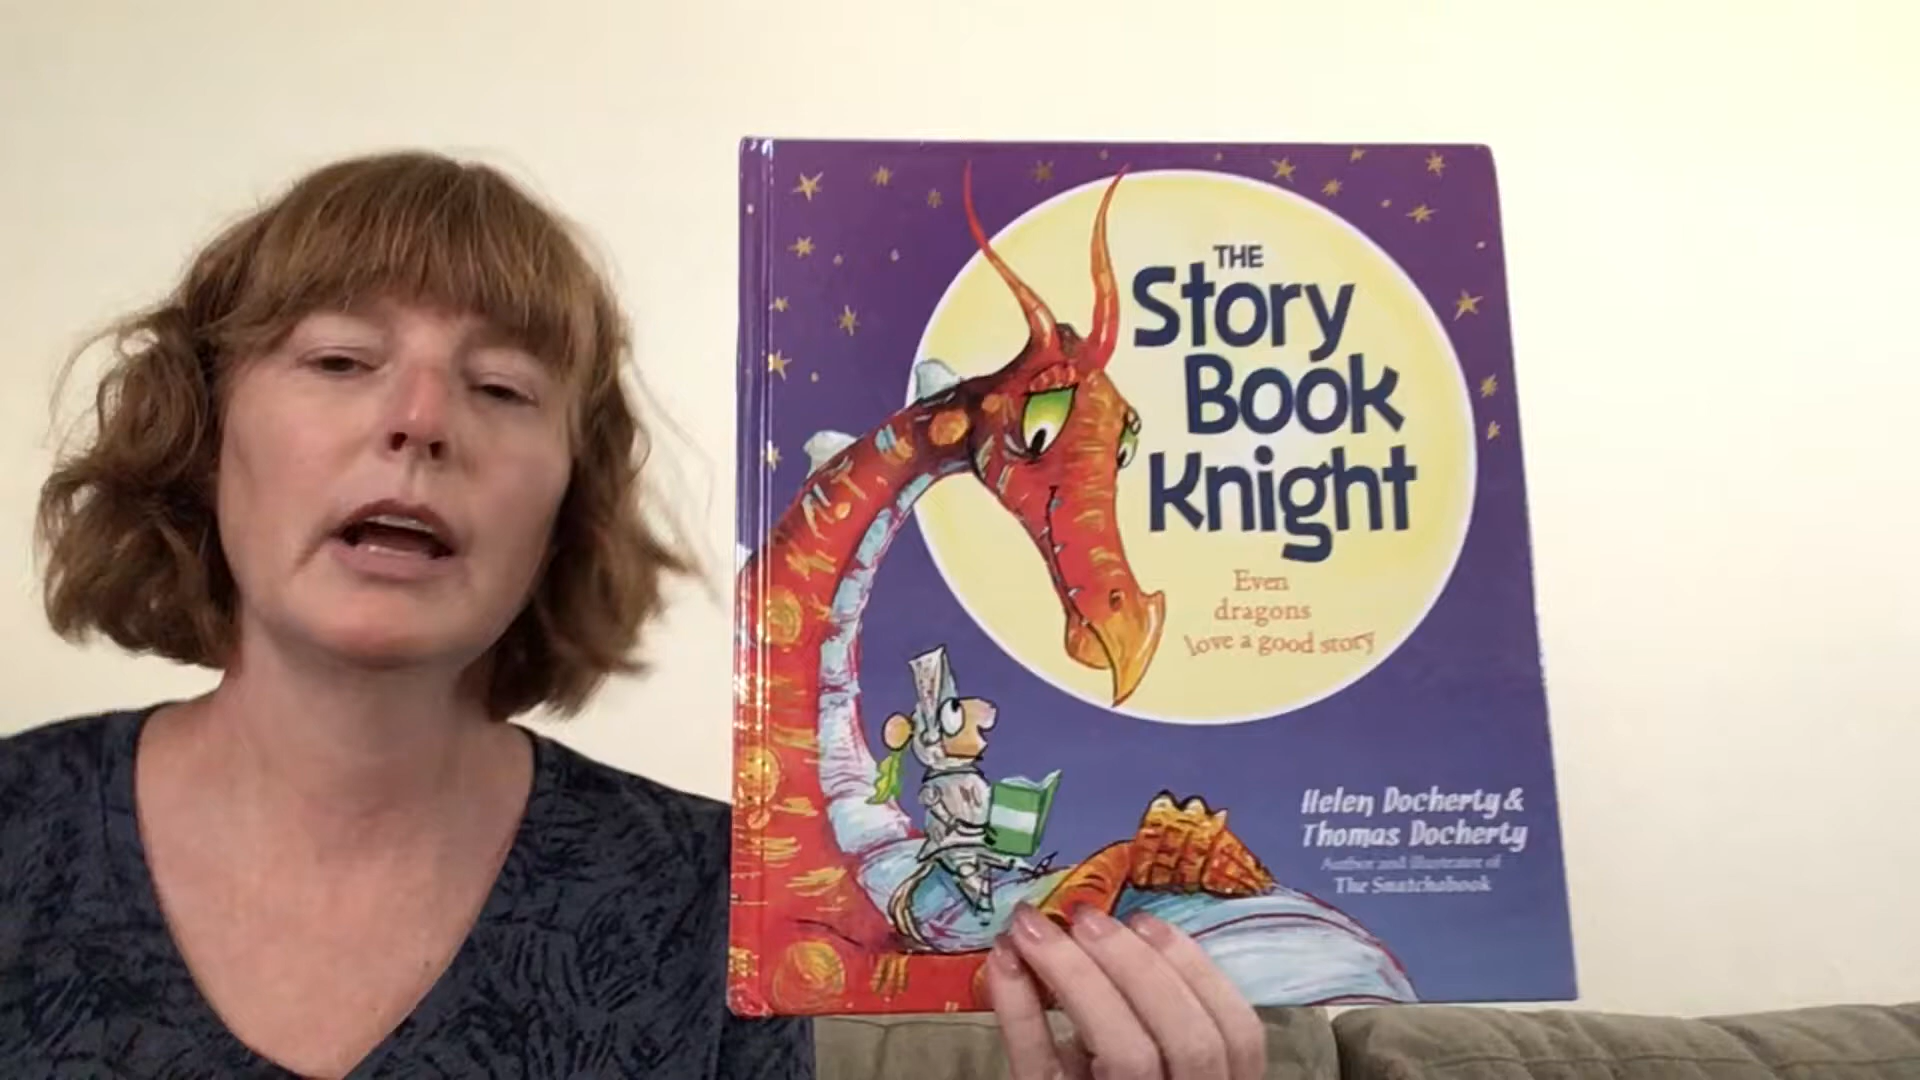 THE
Story
Book
Knight
Even
dragons
love a good story
Helen Docherty &
Thomas Docherty
Author and illustrator of
The Snatchabook